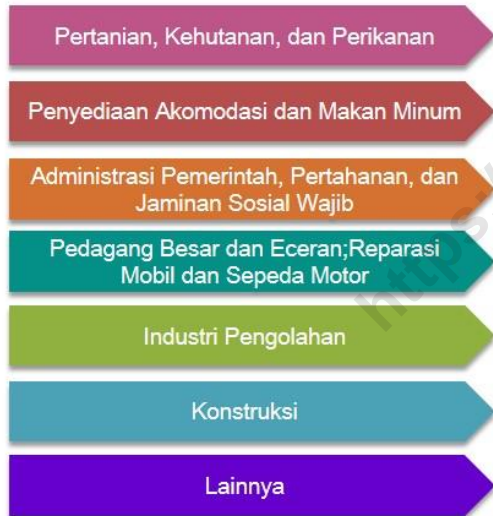 Pertanian, Kehutanan, dan Perikanan
Penyediaan Akomodasi dan Makan Minum
Administrasi Pemerintah, Pertahanan, dan
Jaminan Sosial Wajib
Pedagang Besar dan Eceran;Reparasi
Mobil dan Sepeda Motor
Industri Pengolahan
Konstruksi
Lainnya
https:/